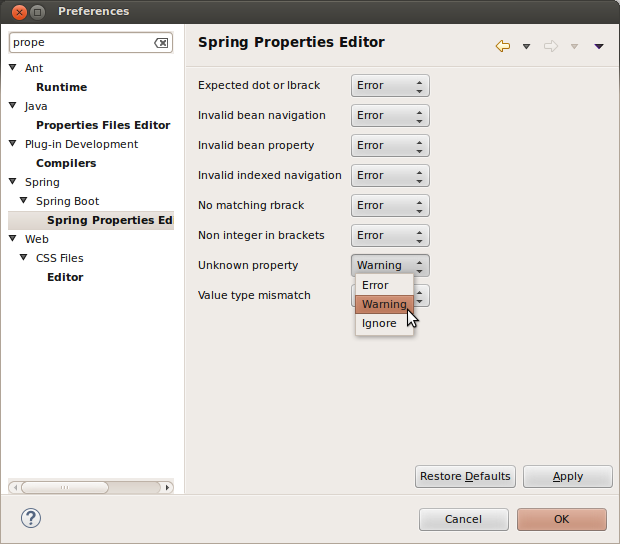 Preferences
prope
Ant
Runtime
Java
Properties Files Editor
Plug-in Development
Compilers
Spring
Spring Boot
Spring Properties Ed
Web
CSS Files
Editor
Spring Properties Editor
Expected dot or lbrack Error
Invalid bean navigation Error
Invalid bean property Error
Invalid indexed navigation Error
No matching rbrack Error
Non integer in brackets Error
Unknown property Warning
Error
Value type mismatch
Warning
Ignore
Restore Defaults Apply
? Cancel OK